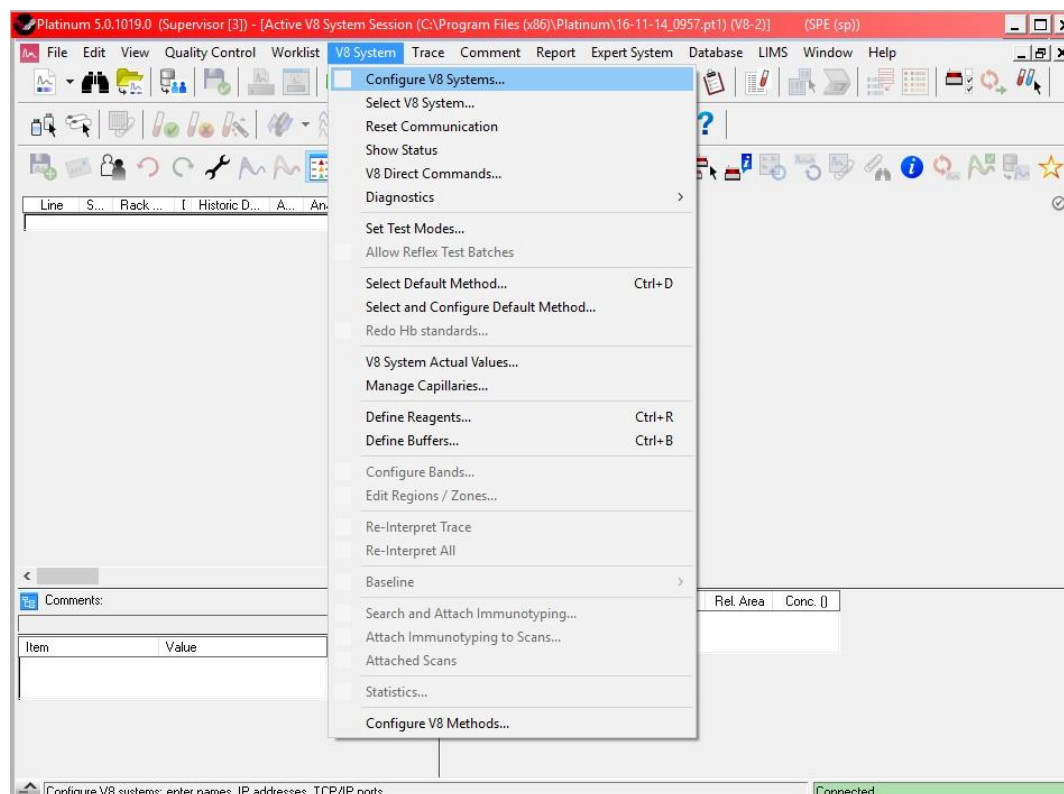 Platinum 5.0.1019.0 (Supervisor [3]) - [Active V8 System Session (C:\Program Files (x86)\Platinum\16-11-14_0957.pt1) (V8-2)] (SPE (sp))
File Edit View Quality Control Worklist V8 System Trace Comment Report Expert System Database LIMS Window Help
Configure V8 Systems...
Select V8 System...
Reset Communication
Show Status
V8 Direct Commands...
Diagnostics
Set Test Modes...
Allow Reflex Test Batches
Select Default Method... Ctrl+D
Select and Configure Default Method...
Redo Hb standards...
V8 System Actual Values...
Manage Capillaries...
Define Reagents... Ctrl+R
Define Buffers... Ctrl+B
Configure Bands...
Edit Regions / Zones...
Re-Interpret Trace
Re-Interpret All
Baseline
Search and Attach Immunotyping...
Attach Immunotyping to Scans...
Attached Scans
Statistics...
Configure V8 Methods...
Line S... Rack ... Historic D... A... An
Comments:
Item Value
Rel. Area Conc. ()
Configure V8 systems: enter names, IP addresses, TCP/IP ports
Connected